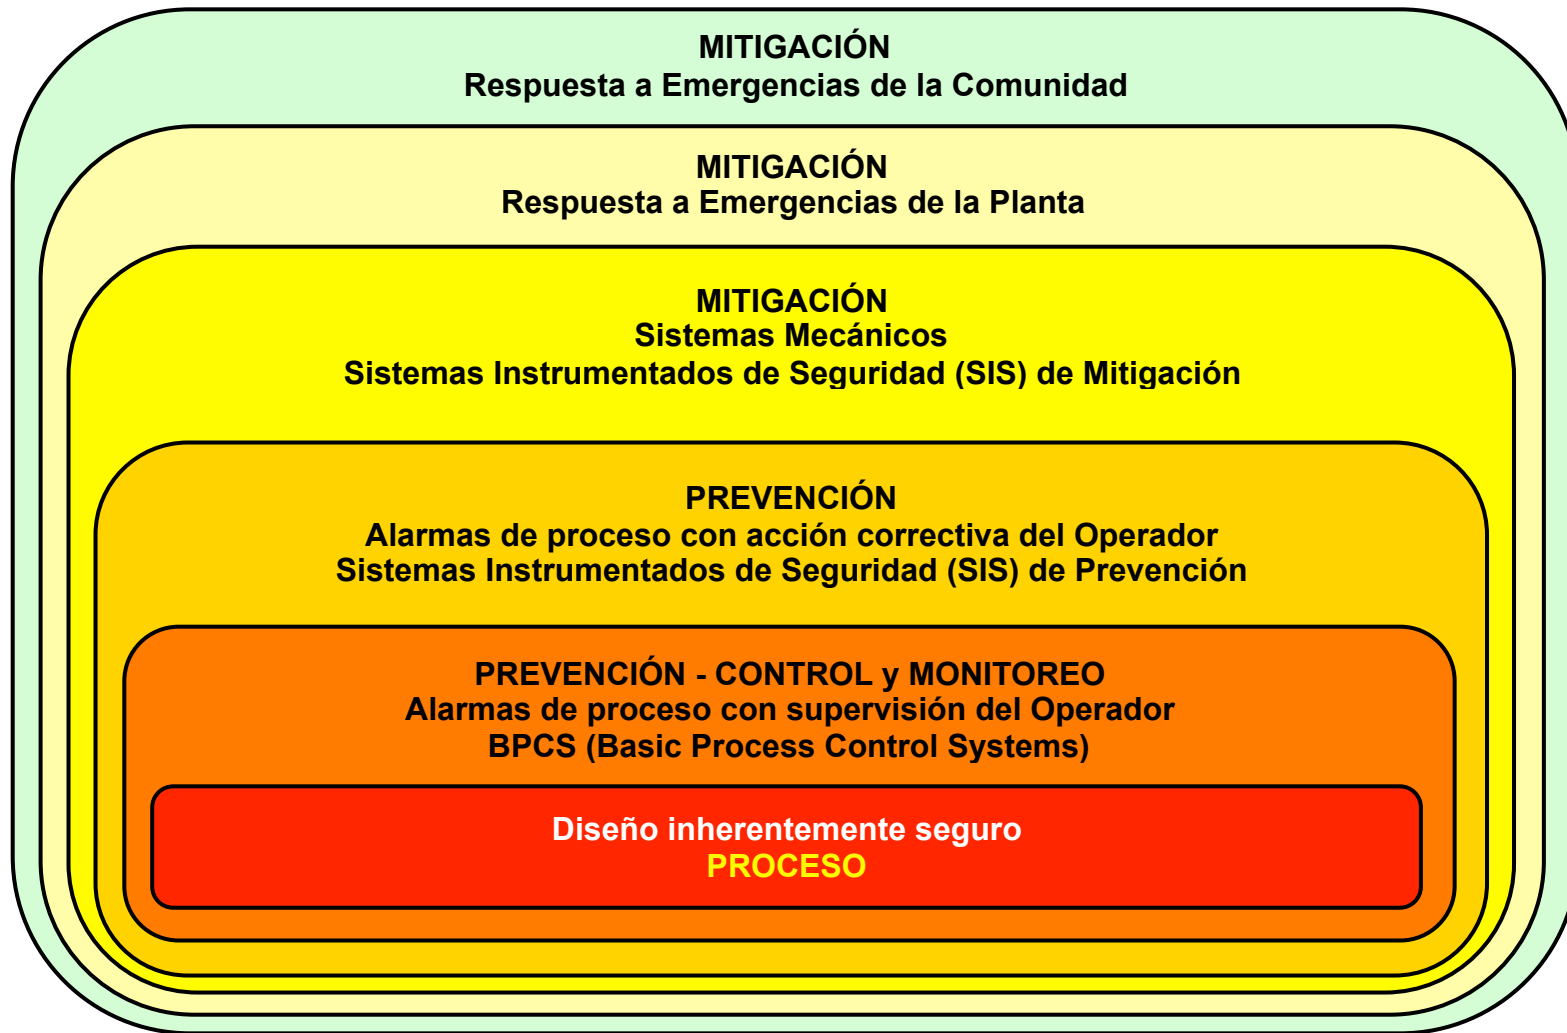 MITIGACIÓN
Respuesta a Emergencias de la Comunidad
MITIGACIÓN
Respuesta a Emergencias de la Planta
MITIGACIÓN
Sistemas Mecánicos
Sistemas Instrumentados de Seguridad (SIS) de Mitigación
PREVENCIÓN
Alarmas de proceso con acción correctiva del Operador
Sistemas Instrumentados de Seguridad (SIS) de Prevención
PREVENCIÓN - CONTROL y MONITOREO
Alarmas de proceso con supervisión del Operador
BPCS (Basic Process Control Systems)
Diseño inherentemente seguro
PROCESO